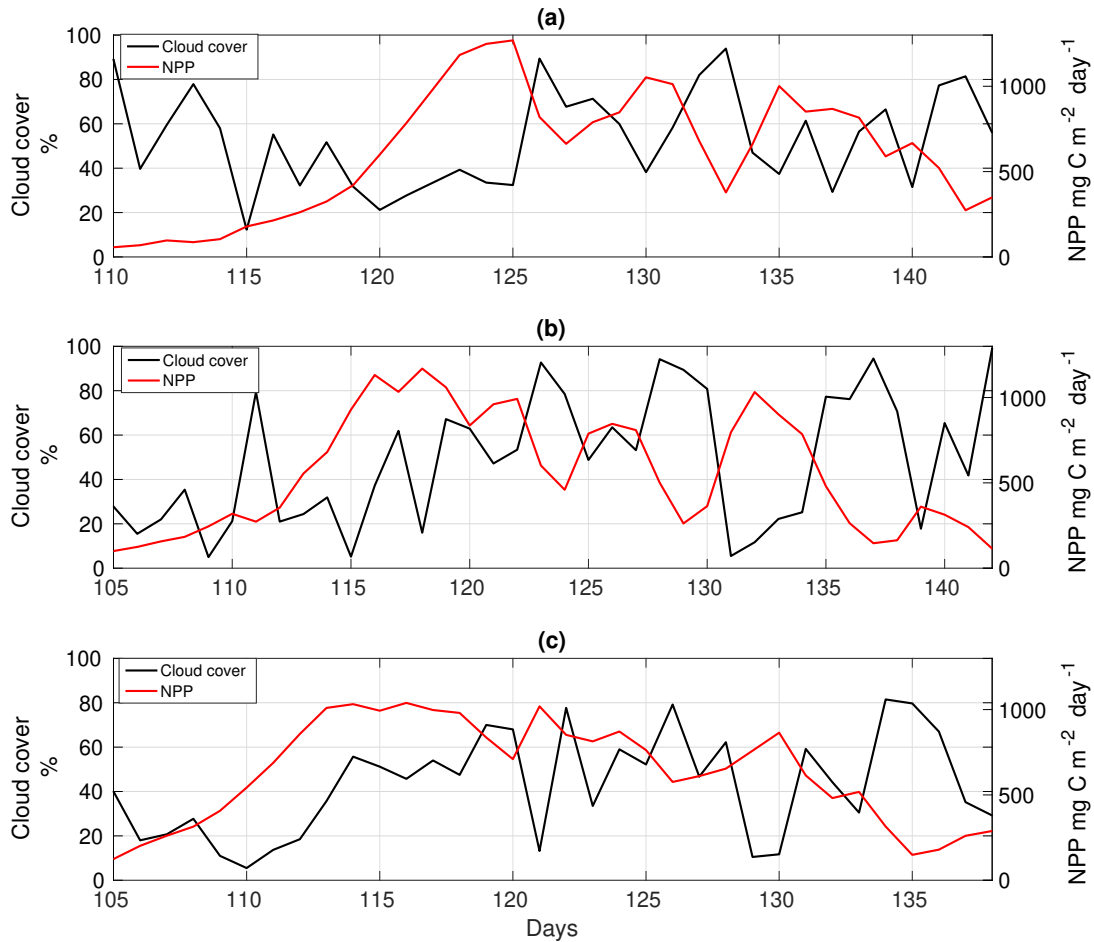 (a)
Cloud cover
NPP
100
80
60
40
20
0
Cloud cover
%
1000
500
0
NPP mg C m⁻² day⁻¹
110 115 120 125 130 135 140
(b)
Cloud cover
NPP
100
80
60
40
20
0
Cloud cover
%
1000
500
0
NPP mg C m⁻² day⁻¹
105 110 115 120 125 130 135 140
(c)
Cloud cover
NPP
100
80
60
40
20
0
Cloud cover
%
1000
500
0
NPP mg C m⁻² day⁻¹
105 110 115 120 125 130 135
Days